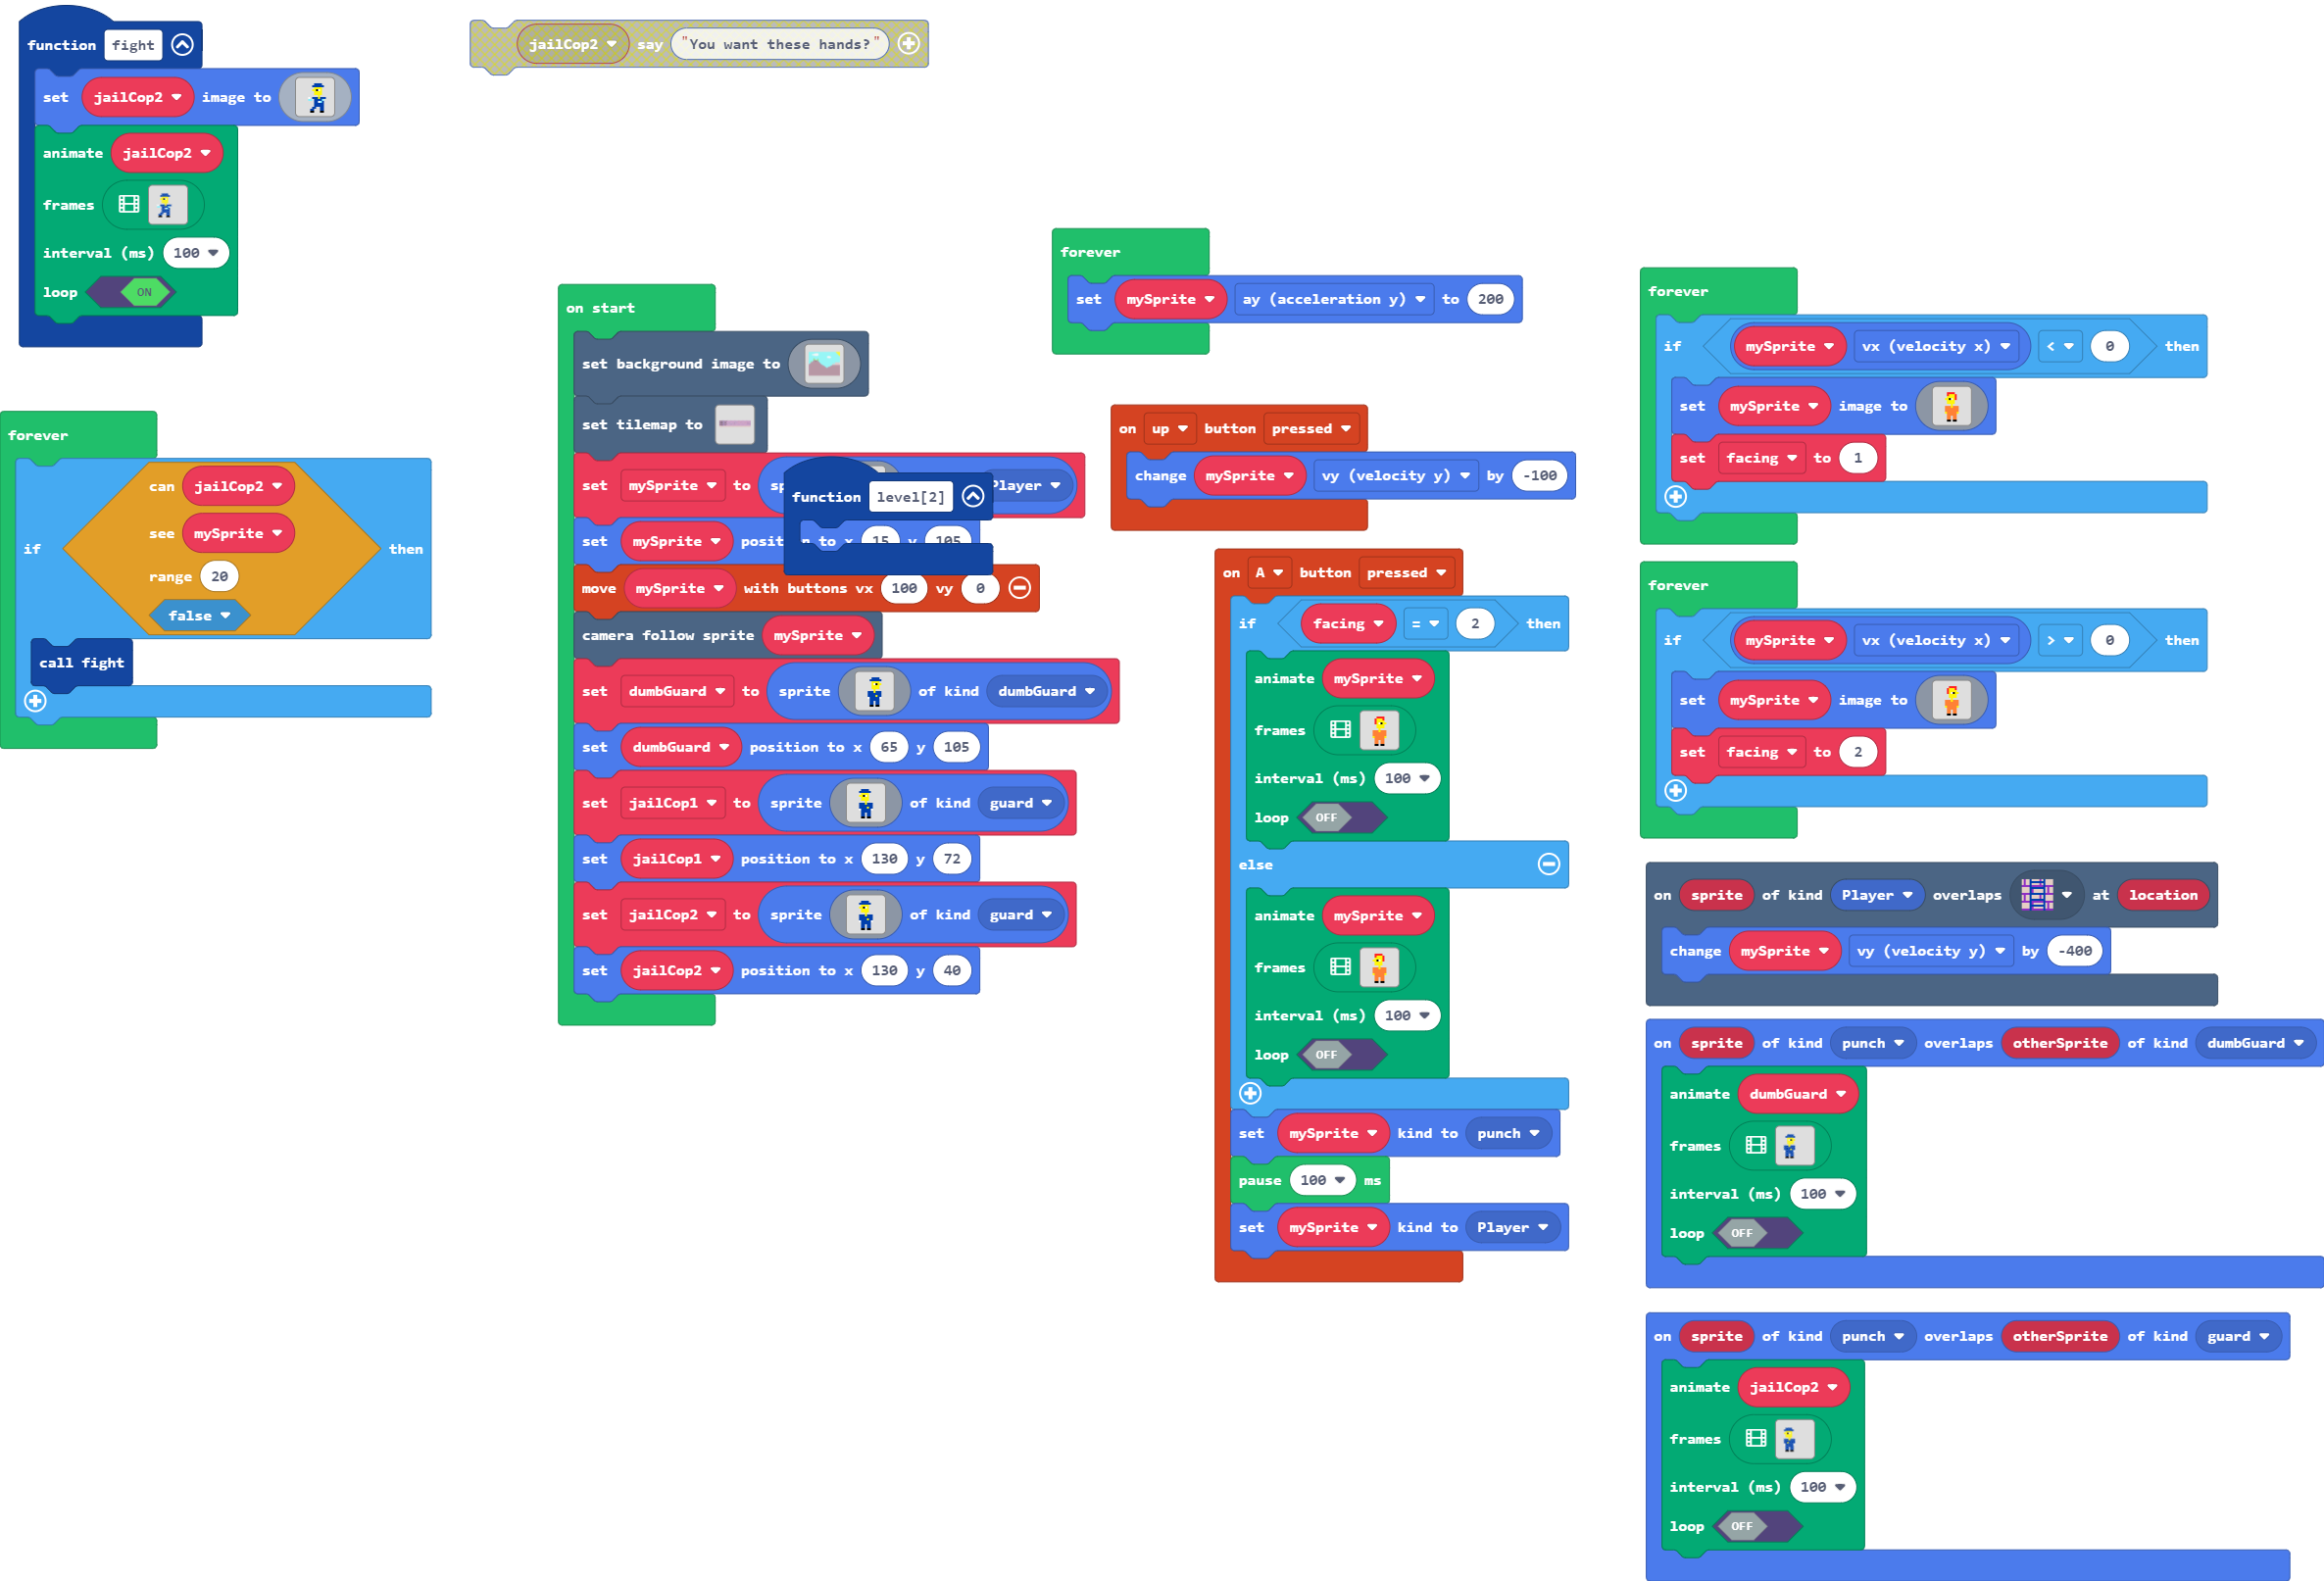 function fight
set jailCop2 image to
animate jailCop2
frames
interval (ms) 100
loop ON
forever
if can jailCop2 see mySprite range 20 false then
call fight
jailCop2 say "You want these hands?"
on start
set background image to
set tilemap to
set mySprite to Player
set mySprite to x 15 y 105
function level[2]
move mySprite with buttons vx 100 vy 0
camera follow sprite mySprite
set dumbGuard to sprite of kind dumbGuard
set dumbGuard position to x 65 y 105
set jailCop1 to sprite of kind guard
set jailCop1 position to x 130 y 72
set jailCop2 to sprite of kind guard
set jailCop2 position to x 130 y 40
forever
set mySprite ay (acceleration y) to 200
on up button pressed
change mySprite vy (velocity y) by -100
on A button pressed
if facing = 2 then
animate mySprite
frames
interval (ms) 100
loop OFF
else
animate mySprite
frames
interval (ms) 100
loop OFF
set mySprite kind to punch
pause 100 ms
set mySprite kind to Player
forever
if mySprite vx (velocity x) < 0 then
set mySprite image to
set facing to 1
forever
if mySprite vx (velocity x) > 0 then
set mySprite image to
set facing to 2
on sprite of kind Player overlaps at location
change mySprite vy (velocity y) by -400
on sprite of kind punch overlaps otherSprite of kind dumbGuard
animate dumbGuard
frames
interval (ms) 100
loop OFF
on sprite of kind punch overlaps otherSprite of kind guard
animate jailCop2
frames
interval (ms) 100
loop OFF